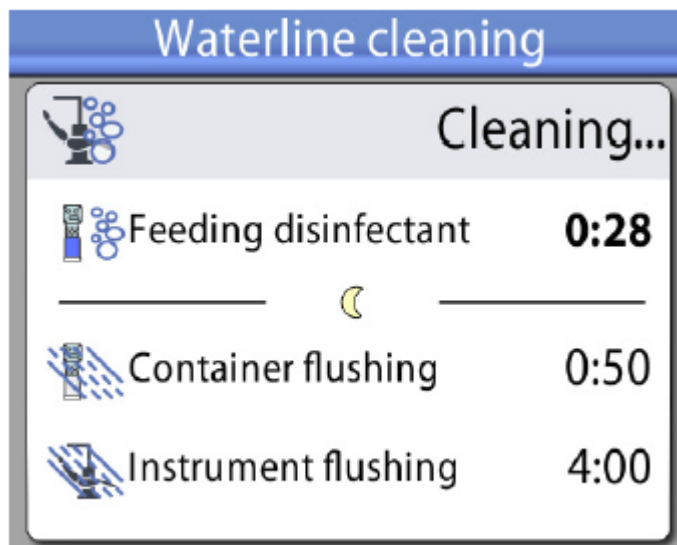 Waterline cleaning
Cleaning...
Feeding disinfectant 0:28
Container flushing 0:50
Instrument flushing 4:00